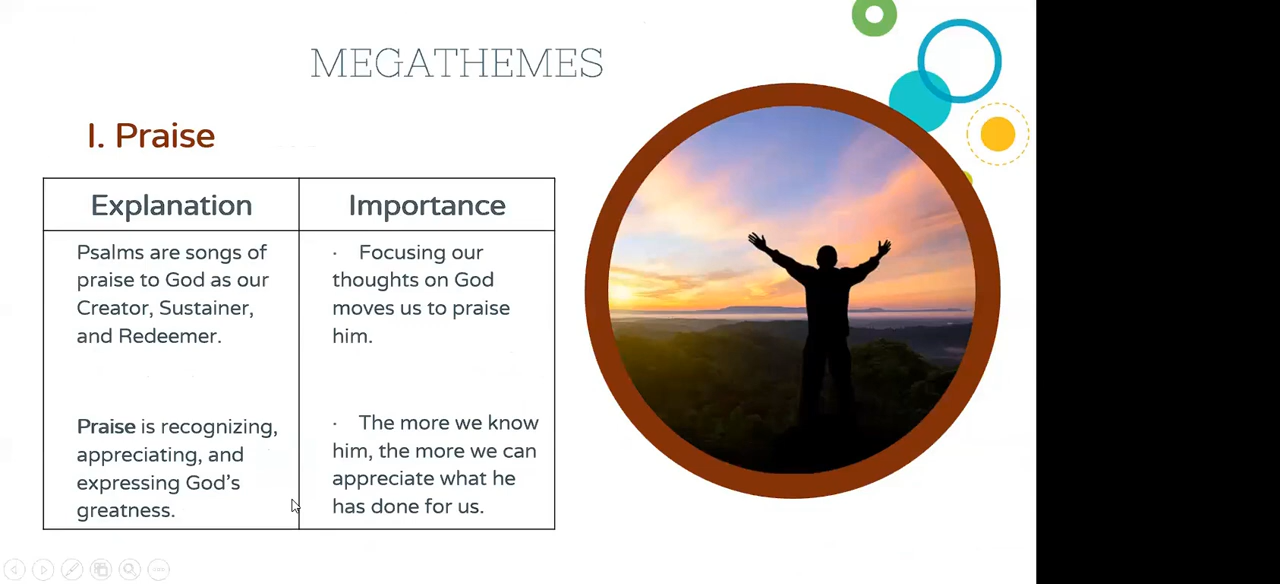 MEGATHEMES
I. Praise
Explanation
Importance
Psalms are songs of
praise to God as our
Creator, Sustainer,
and Redeemer.
· Focusing our
thoughts on God
moves us to praise
him.
Praise is recognizing,
appreciating, and
expressing God's
greatness.
· The more we know
him, the more we can
appreciate what he
has done for us.